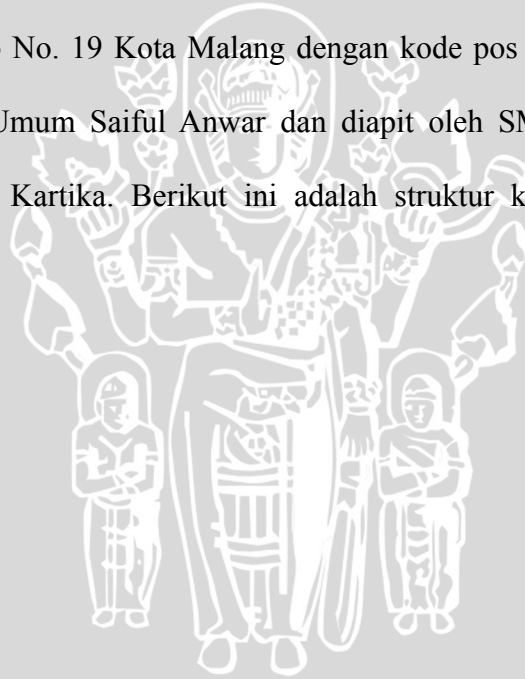 No. 19 Kota Malang dengan kode pos
Umum Saiful Anwar dan diapit oleh SM
Kartika. Berikut ini adalah struktur k